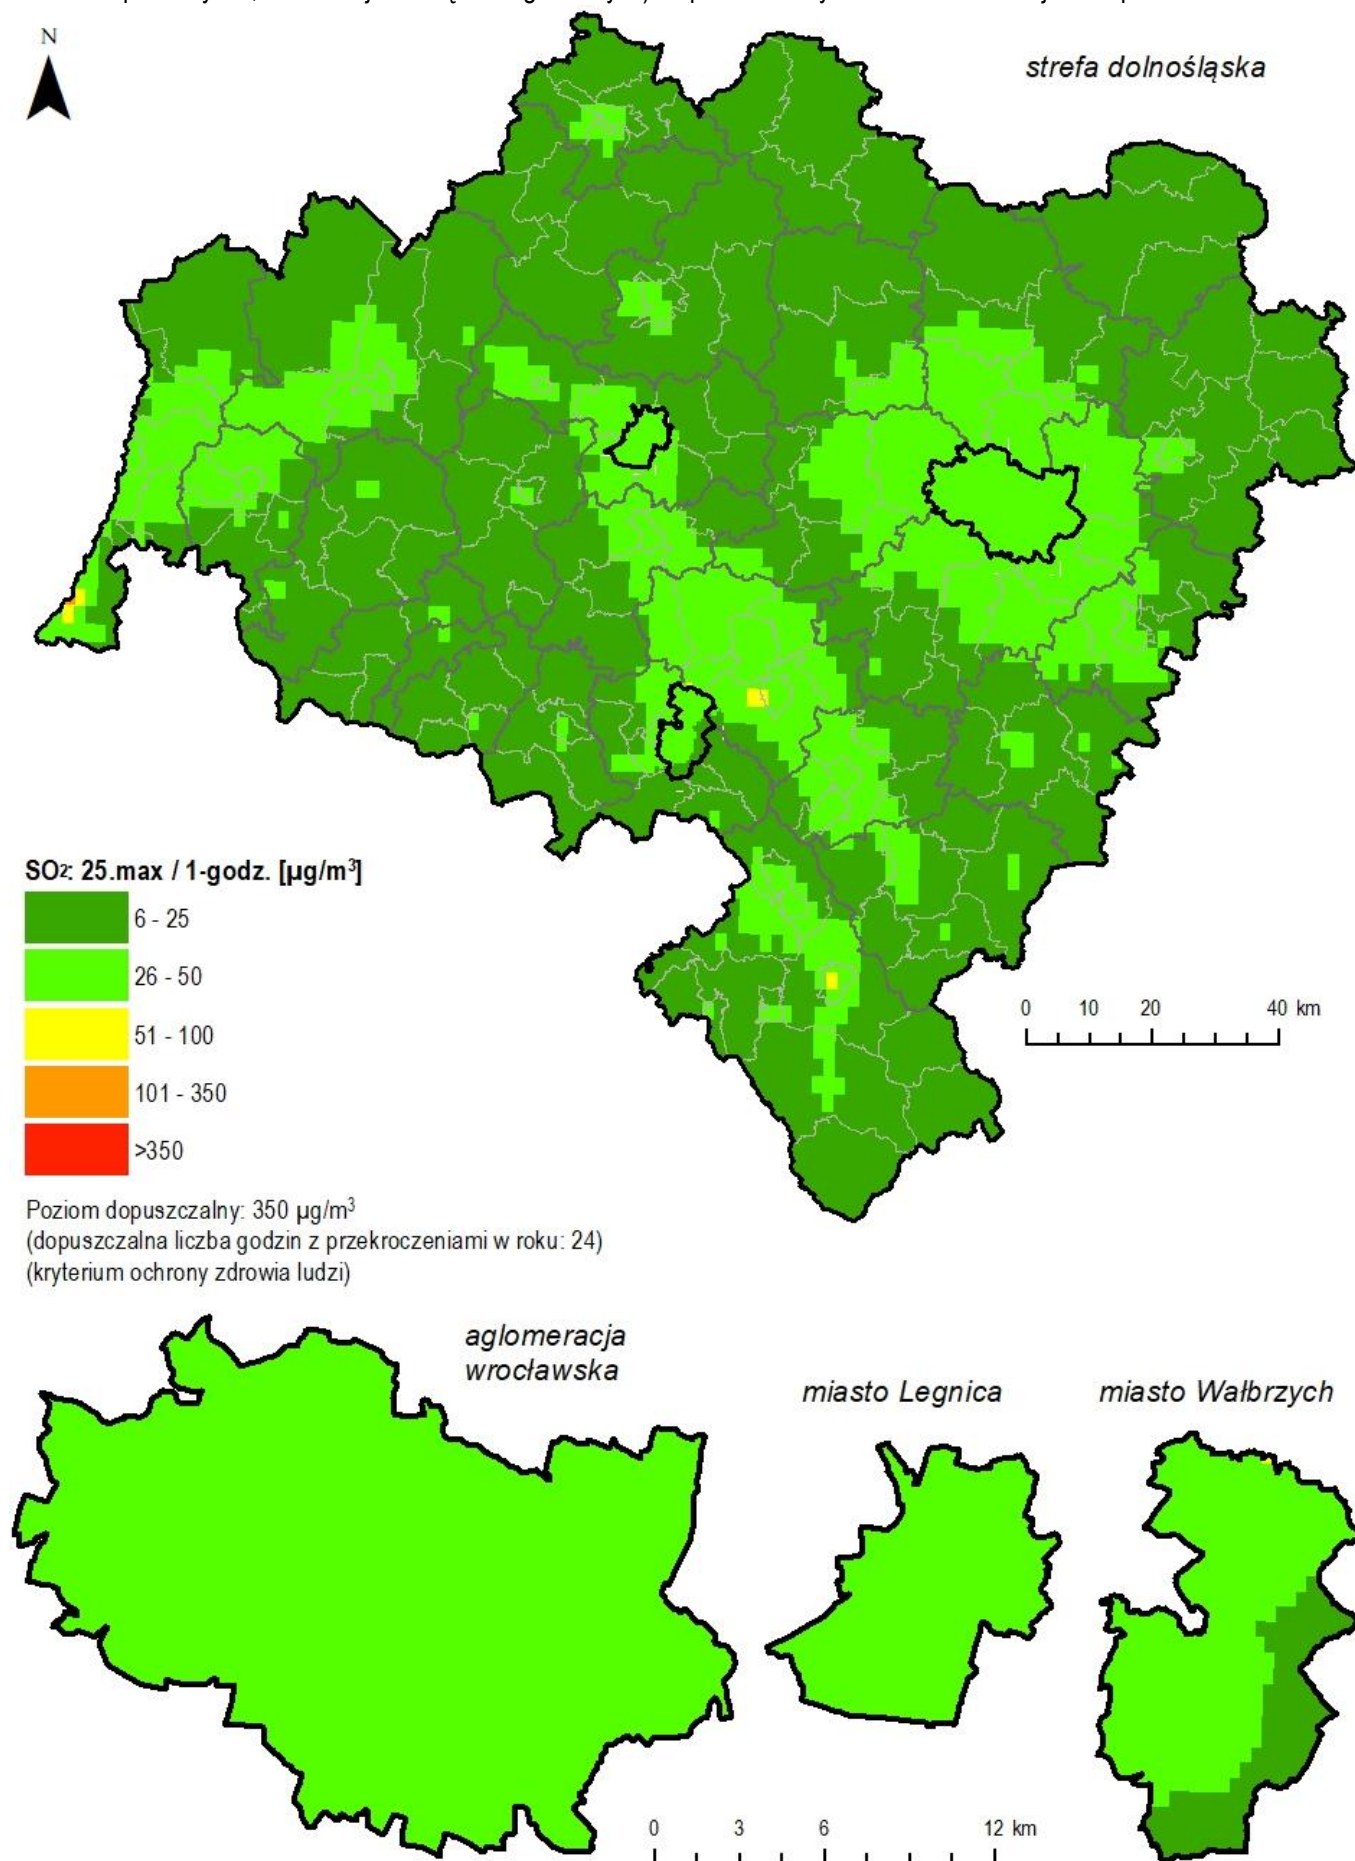 N
strefa dolnośląska
SO2: 25.max / 1-godz. [µg/m³]
6 - 25
26 - 50
51 - 100
101 - 350
>350
0 10 20 40 km
Poziom dopuszczalny: 350 µg/m³
(dopuszczalna liczba godzin z przekroczeniami w roku: 24)
(kryterium ochrony zdrowia ludzi)
aglomeracja
wrocławska
miasto Legnica
miasto Wałbrzych
0 3 6 12 km